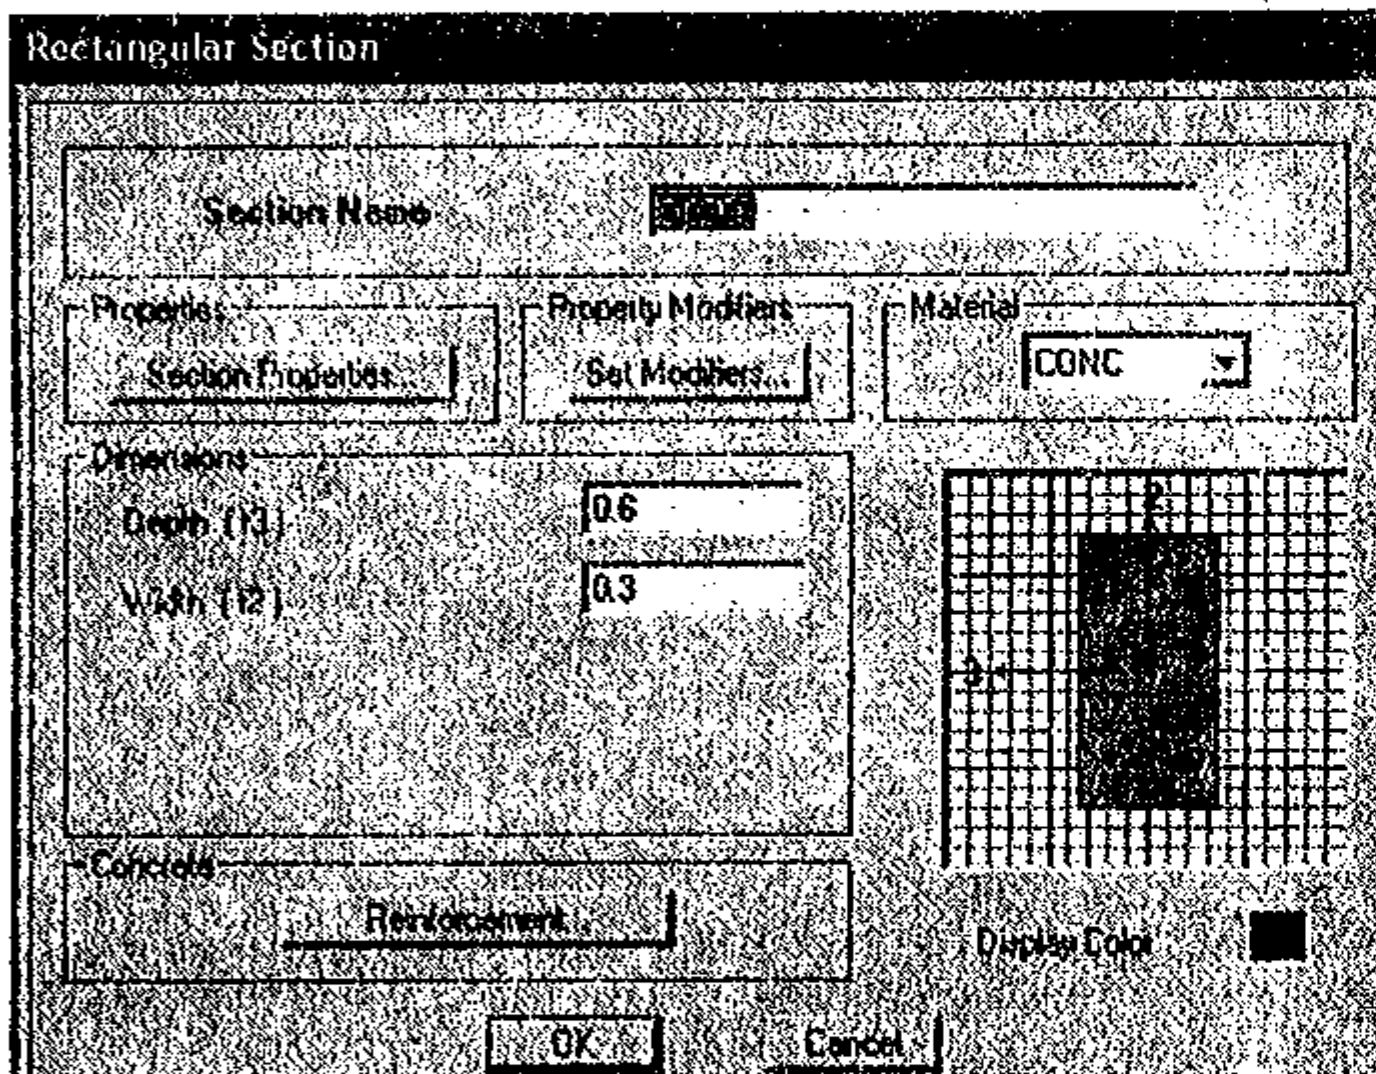 Rectangular Section
Section Name
Properties
Property Modifiers
Material
Section Properties...
Set Modifiers...
CONC
Dimensions
Depth (t3)
0.6
Width (t2)
0.3
2
3
Concrete
Reinforcement...
Display Color
OK
Cancel